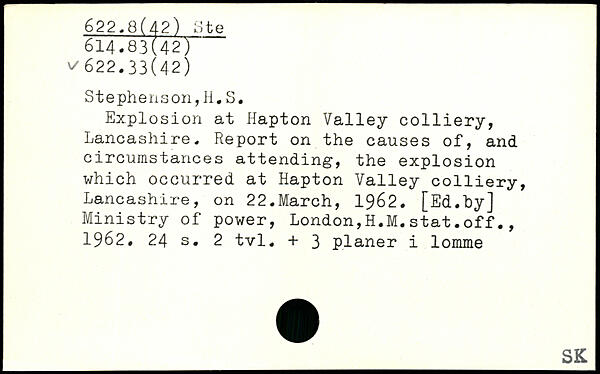 622.8(42) Ste
614.83(42)
✓ 622.33(42)
Stephenson,H.S.
Explosion at Hapton Valley colliery,
Lancashire. Report on the causes of, and
circumstances attending, the explosion
which occurred at Hapton Valley colliery,
Lancashire, on 22.March, 1962. [Ed.by]
Ministry of power, London,H.M.stat.off.,
1962. 24 s. 2 tvl. + 3 planer i lomme
SK